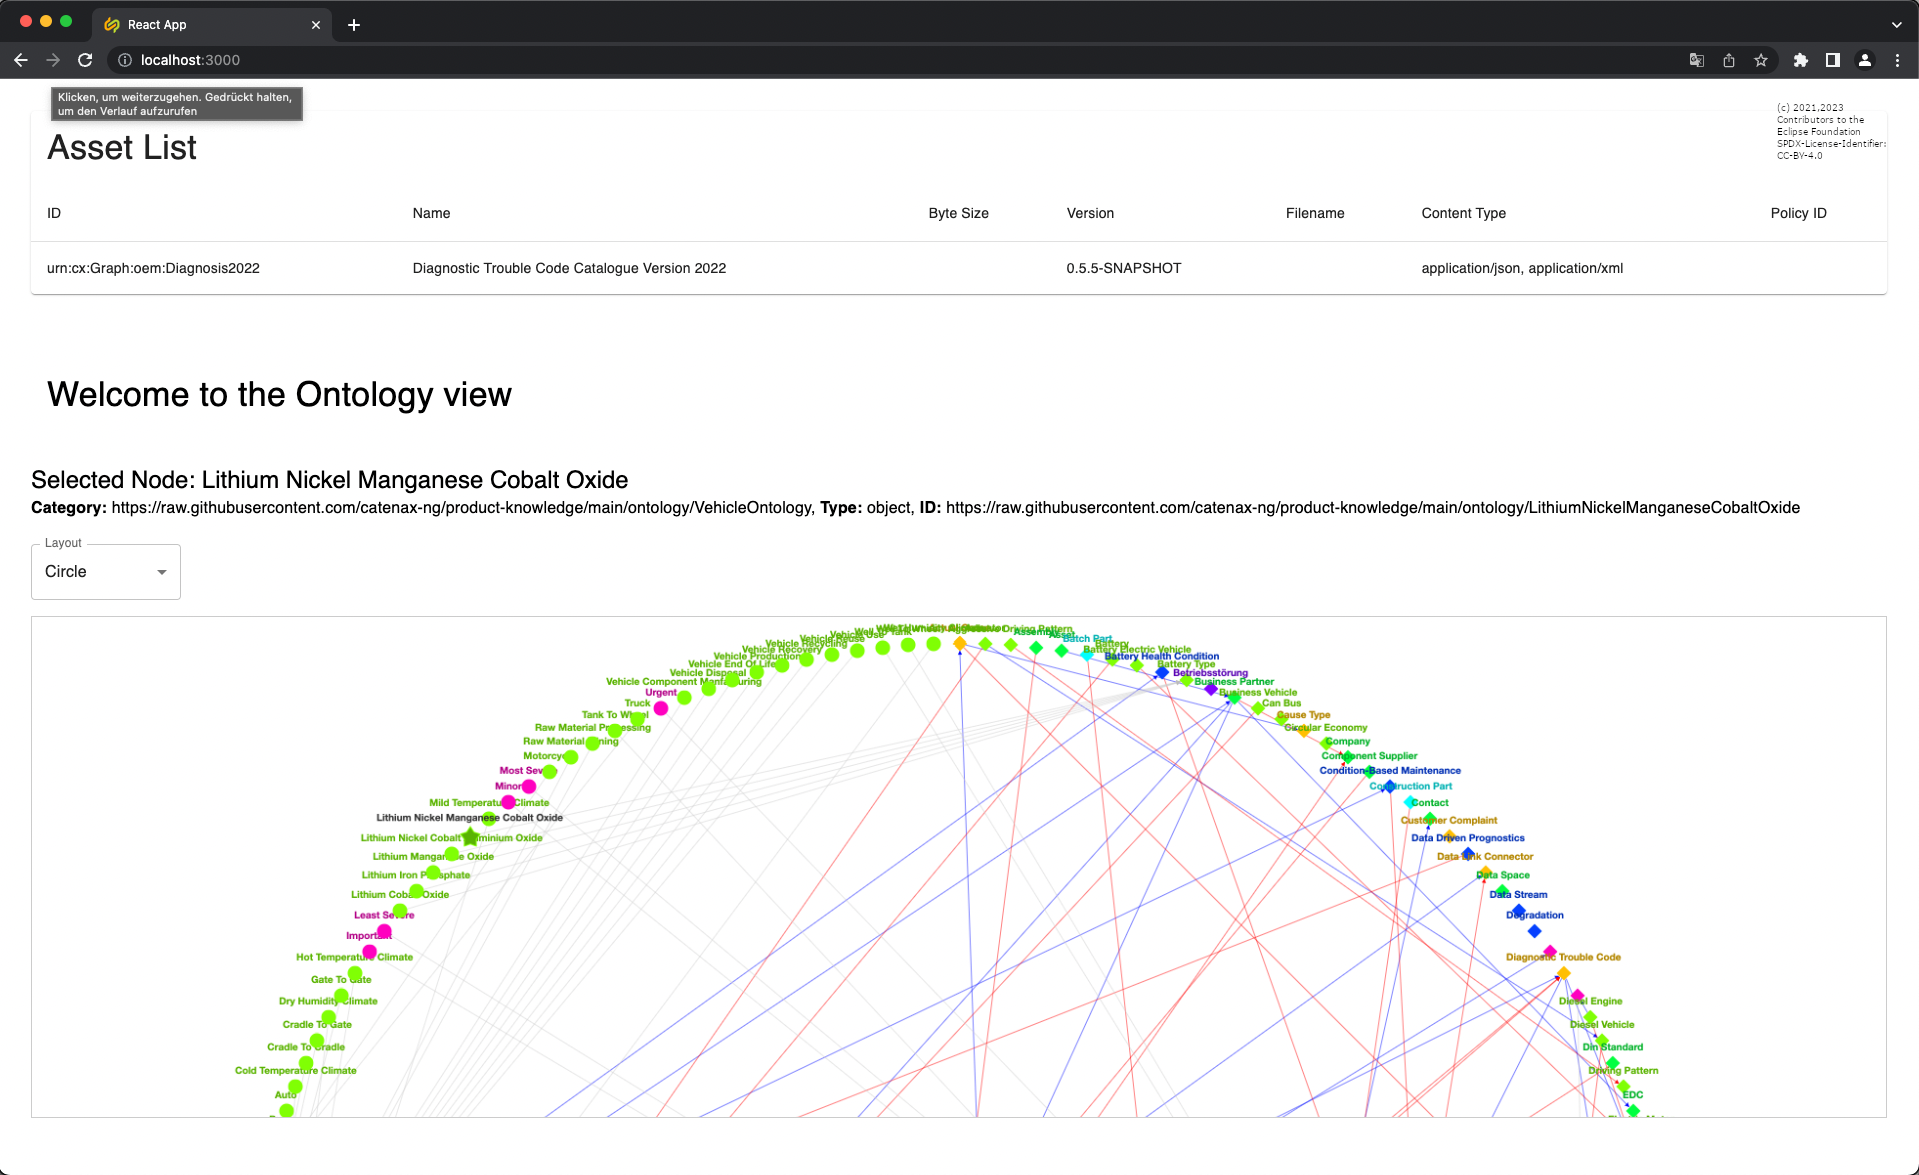 React App
localhost:3000
Klicken, um weiterzugehen. Gedrückt halten,
um den Verlauf aufzurufen
(c) 2021,2023
Contributors to the
Eclipse Foundation
SPDX-License-Identifier:
CC-BY-4.0
Asset List
ID Name Byte Size Version Filename Content Type Policy ID
urn:cx:Graph:oem:Diagnosis2022 Diagnostic Trouble Code Catalogue Version 2022 0.5.5-SNAPSHOT application/json, application/xml
Welcome to the Ontology view
Selected Node: Lithium Nickel Manganese Cobalt Oxide
Category: https://raw.githubusercontent.com/catenax-ng/product-knowledge/main/ontology/VehicleOntology, Type: object, ID: https://raw.githubusercontent.com/catenax-ng/product-knowledge/main/ontology/LithiumNickelManganeseCobaltOxide
Layout
Circle
Well To Tank
Vehicle Use
Vehicle Reuse
Vehicle Recycling
Vehicle Recovery
Vehicle Production
Vehicle End Of Life
Vehicle Disposal
Vehicle Component Manfacturing
Urgent
Truck
Tank To Wheel
Raw Material Processing
Raw Material Mining
Motorcycle
Most Severe
Minor
Mild Temperature Climate
Lithium Nickel Manganese Cobalt Oxide
Lithium Nickel Cobalt Aluminium Oxide
Lithium Manganese Oxide
Lithium Iron Phosphate
Lithium Cobalt Oxide
Least Severe
Important
Hot Temperature Climate
Gate To Gate
Dry Humidity Climate
Cradle To Gate
Cradle To Cradle
Cold Temperature Climate
Auto
Driving Pattern
Asset
Batch Part
Battery
Battery Electric Vehicle
Battery Health Condition
Battery Type
Betriebsstörung
Business Partner
Business Vehicle
Can Bus
Cause Type
Circular Economy
Company
Component Supplier
Condition-Based Maintenance
Construction Part
Contact
Customer Complaint
Data Driven Prognostics
Data Link Connector
Data Space
Data Stream
Degradation
Diagnostic Trouble Code
Diesel Engine
Diesel Vehicle
Din Standard
Driving Pattern
EDC